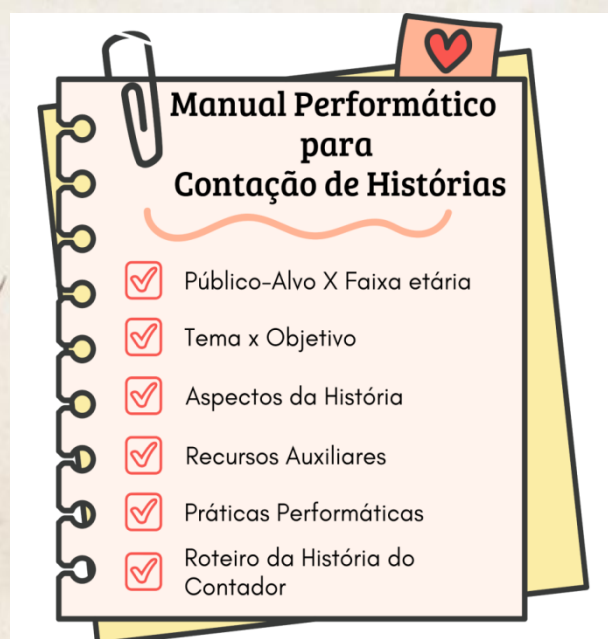 Manual Performático
para
Contação de Histórias
Público-Alvo X Faixa etária
Tema x Objetivo
Aspectos da História
Recursos Auxiliares
Práticas Performáticas
Roteiro da História do
Contador